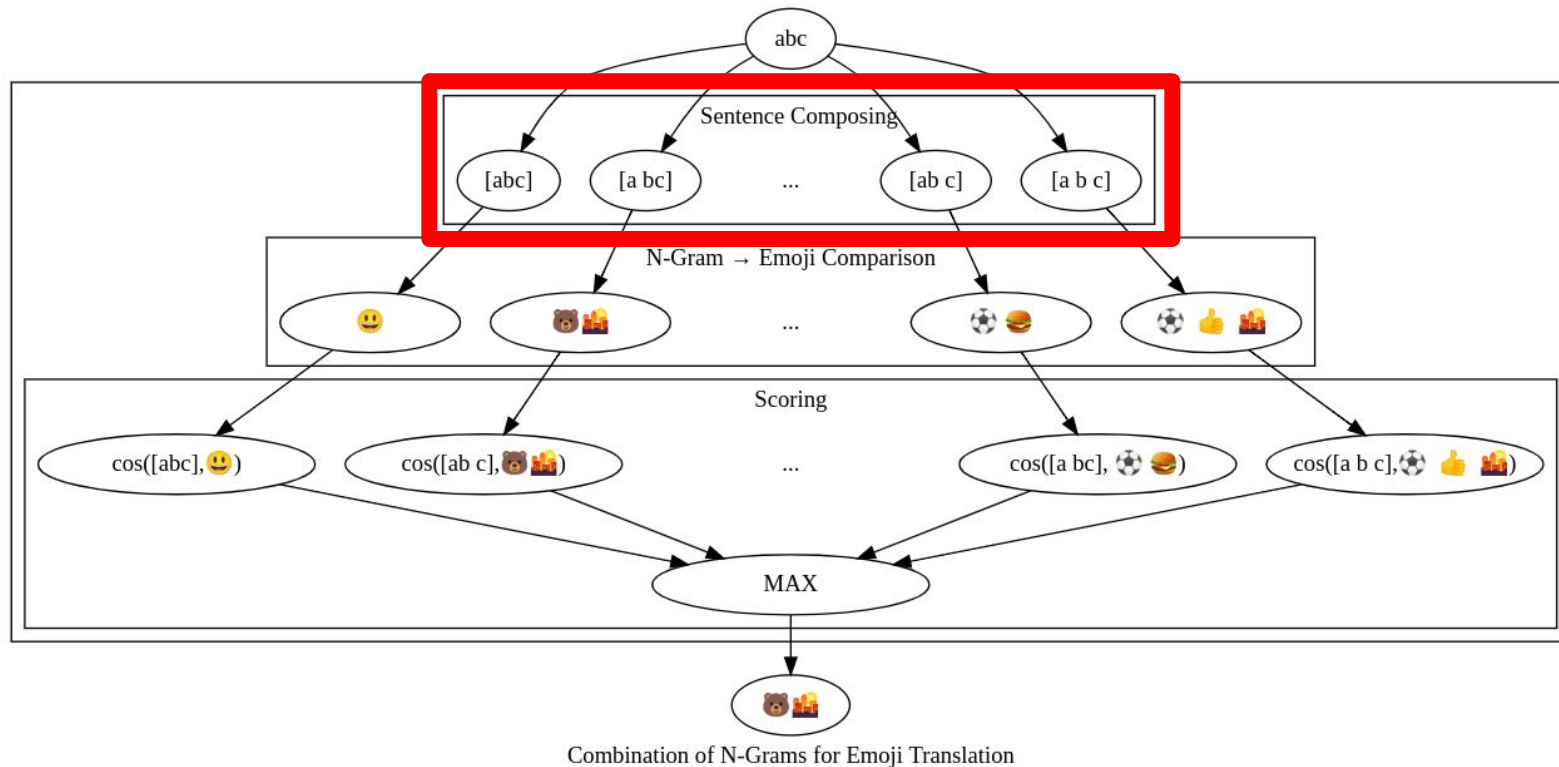 abc
Sentence Composing
[abc] [a bc] ... [ab c] [a b c]
N-Gram → Emoji Comparison
😃 🐻🌇 ... ⚽ 🍔 ⚽ 👍 🌇
Scoring
cos([abc],😃) cos([ab c],🐻🌇) ... cos([a bc], ⚽ 🍔) cos([a b c],⚽ 👍 🌇)
MAX
🐻🌇
Combination of N-Grams for Emoji Translation